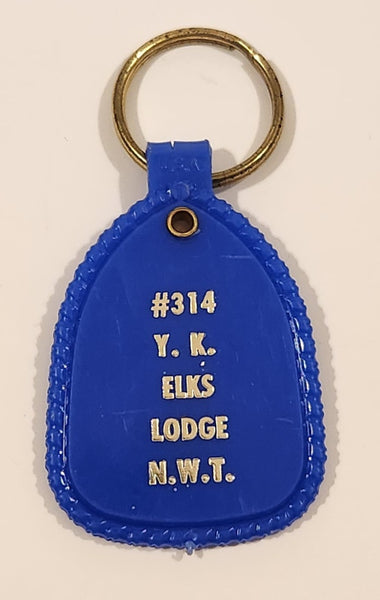 #314
Y. K.
ELKS
LODGE
N.W.T.